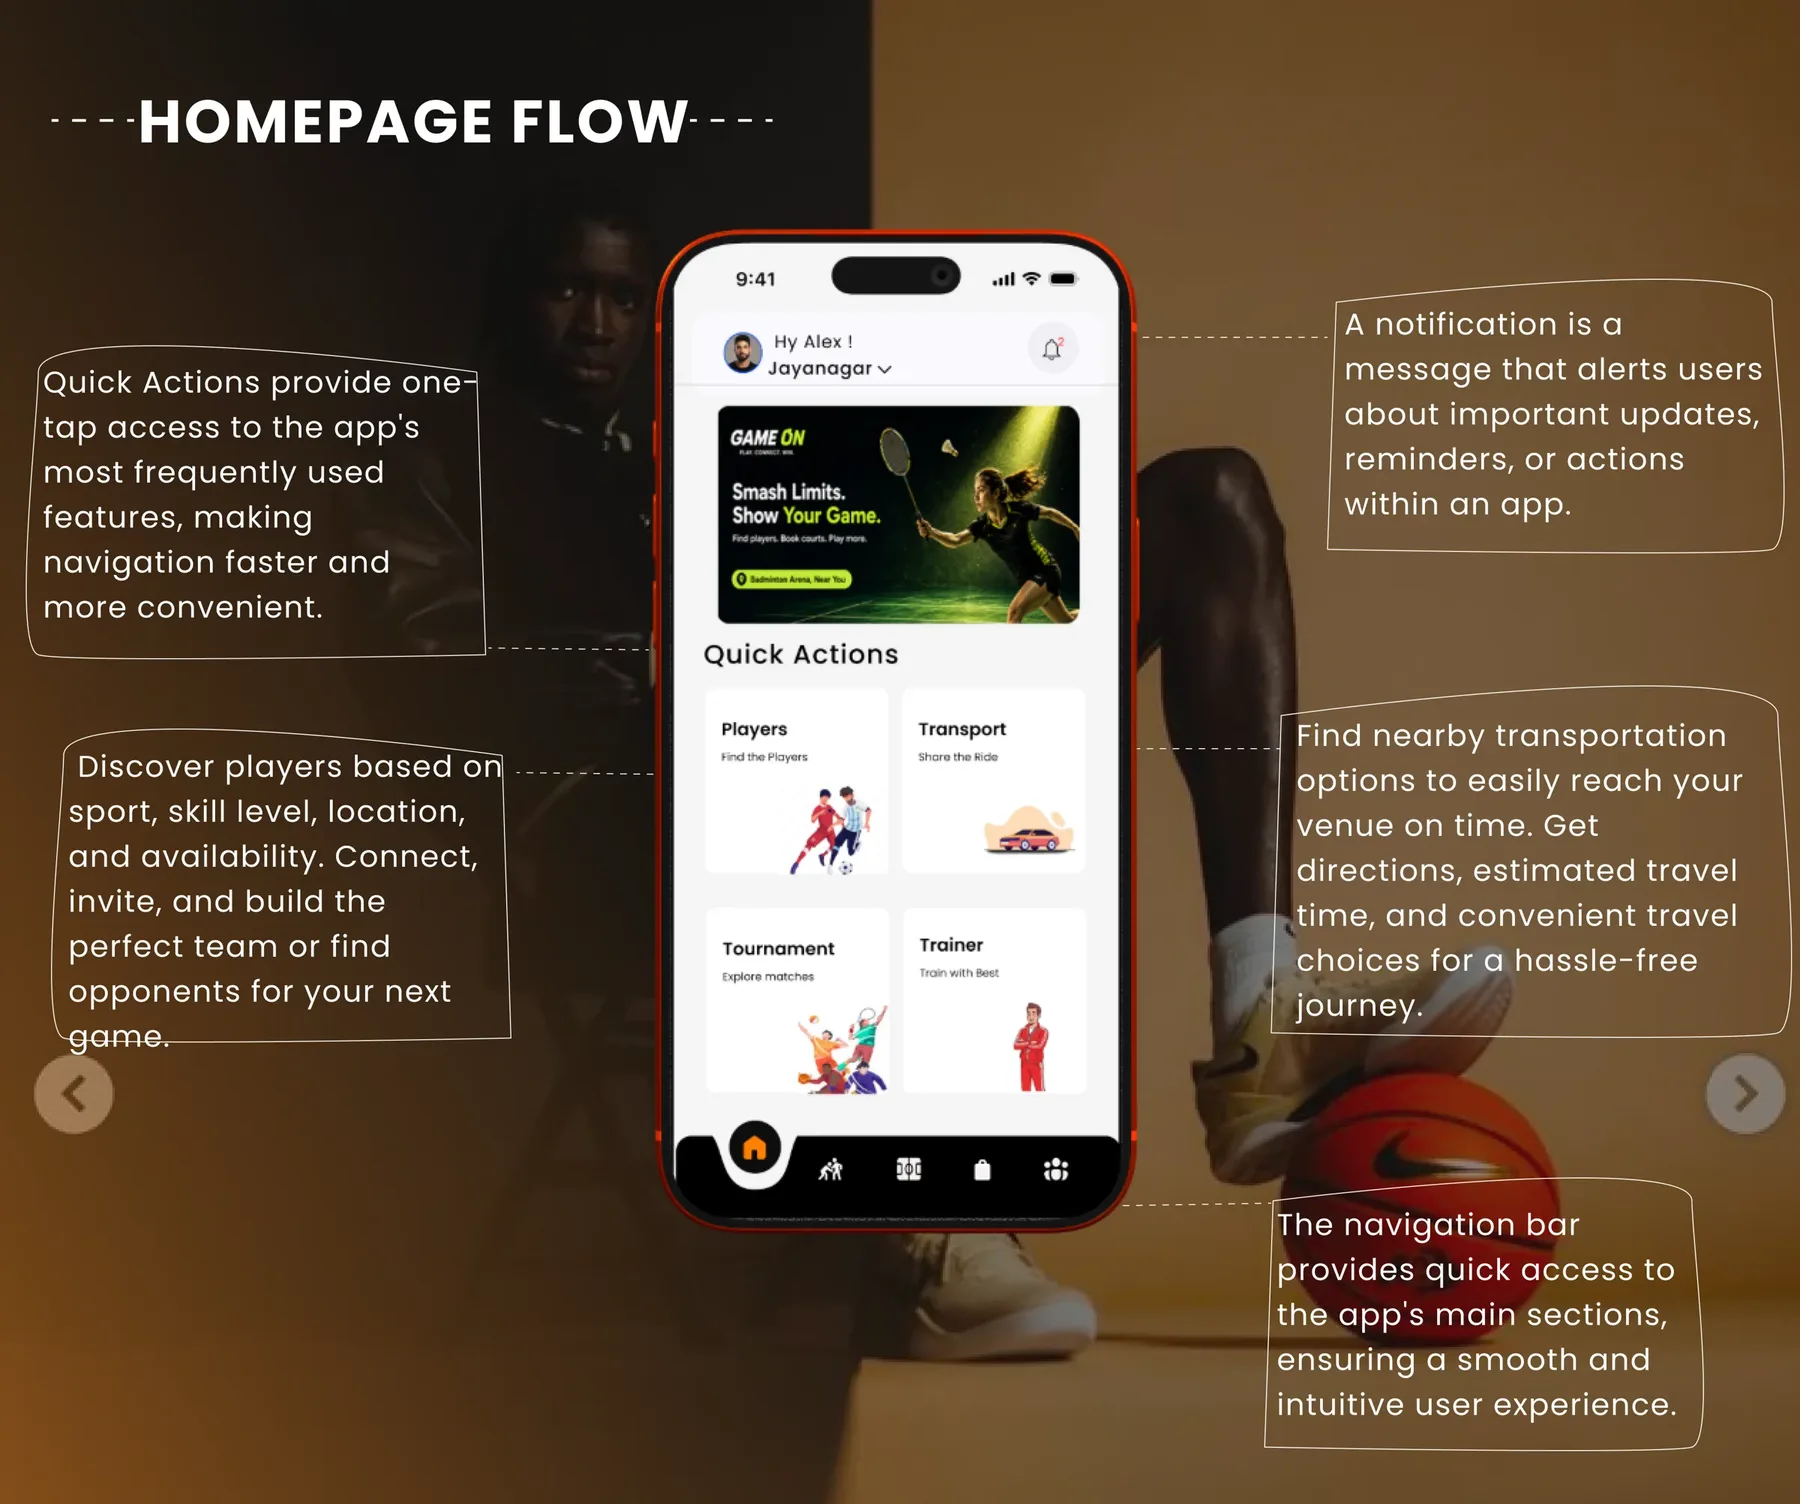 HOMEPAGE FLOW
Quick Actions provide one-
tap access to the app's
most frequently used
features, making
navigation faster and
more convenient.
Discover players based on
sport, skill level, location,
and availability. Connect,
invite, and build the
perfect team or find
opponents for your next
game.
9:41
Hy Alex !
Jayanagar
2
GAME ON
PLAY. CONNECT. WIN.
Smash Limits.
Show Your Game.
Find players. Book courts. Play more.
Badminton Arena, Near You
Quick Actions
Players
Find the Players
Transport
Share the Ride
Tournament
Explore matches
Trainer
Train with Best
A notification is a
message that alerts users
about important updates,
reminders, or actions
within an app.
Find nearby transportation
options to easily reach your
venue on time. Get
directions, estimated travel
time, and convenient travel
choices for a hassle-free
journey.
The navigation bar
provides quick access to
the app's main sections,
ensuring a smooth and
intuitive user experience.